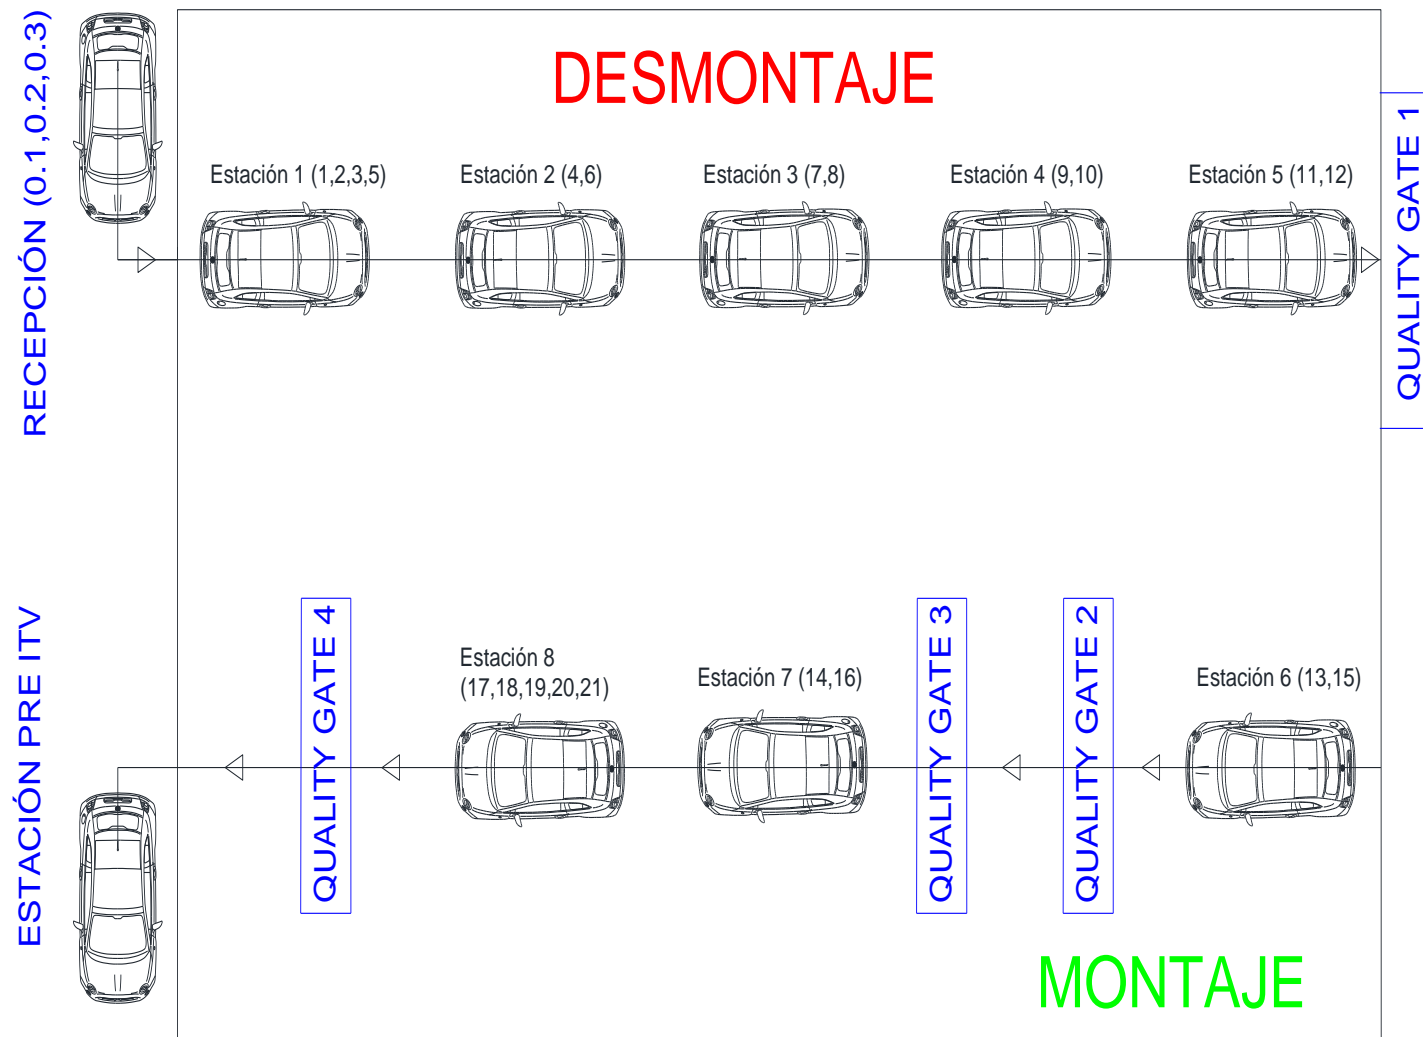 RECEPCIÓN (0.1,0.2,0.3)
DESMONTAJE
Estación 1 (1,2,3,5)
Estación 2 (4,6)
Estación 3 (7,8)
Estación 4 (9,10)
Estación 5 (11,12)
QUALITY GATE 1
ESTACIÓN PRE ITV
QUALITY GATE 4
Estación 8
(17,18,19,20,21)
Estación 7 (14,16)
QUALITY GATE 3
QUALITY GATE 2
Estación 6 (13,15)
MONTAJE